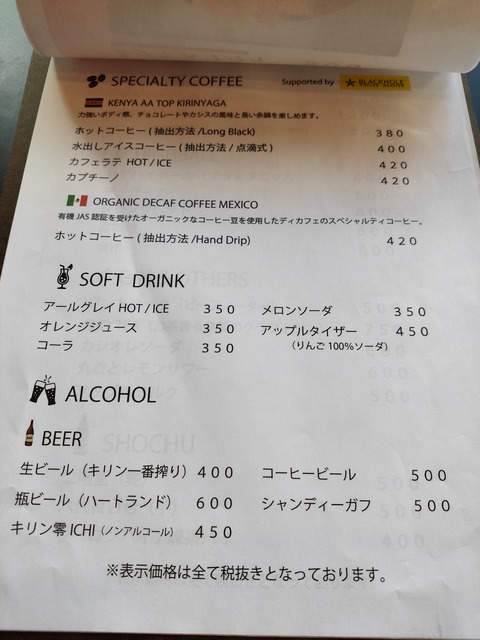 SPECIALTY COFFEE Supported by BLACKHOLE
KENYA AA TOP KIRINYAGA
力強いボディ感、チョコレートやカシスの風味と長い余韻を楽しめます。
ホットコーヒー ( 抽出方法 /Long Black) 380
水出しアイスコーヒー ( 抽出方法 / 点滴式 ) 400
カフェラテ HOT / ICE 420
カプチーノ 420
ORGANIC DECAF COFFEE MEXICO
有機 JAS 認証を受けたオーガニックなコーヒー豆を使用したディカフェのスペシャルティコーヒー。
ホットコーヒー ( 抽出方法 /Hand Drip) 420
SOFT DRINK
アールグレイ HOT / ICE 350 メロンソーダ 350
オレンジジュース 350 アップルタイザー 450
コーラ 350 （りんご 100%ソーダ）
ALCOHOL
BEER
生ビール（キリン一番搾り） 400 コーヒービール 500
瓶ビール（ハートランド） 600 シャンディーガフ 500
キリン零 ICHI（ノンアルコール） 450
※表示価格は全て税抜きとなっております。